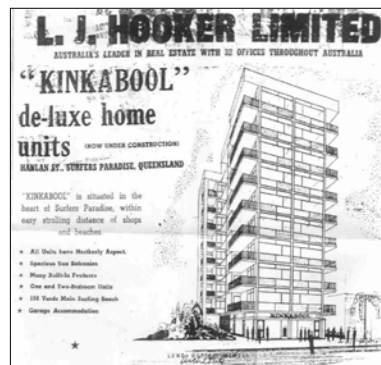 L. J. HOOKER LIMITED
AUSTRALIA'S LEADER IN REAL ESTATE WITH 32 OFFICES THROUGHOUT AUSTRALIA
"KINKABOOL"
de-luxe home
units (NOW UNDER CONSTRUCTION)
HANLAN ST., SURFERS PARADISE, QUEENSLAND
"KINKABOOL" is situated in the
heart of Surfers Paradise, within
easy strolling distance of shops
and beaches
★ All Units have Northerly Aspect.
★ Spacious Sun Balconies
★ Many Built-In Features
★ One and Two-Bedroom Units
★ 150 Yards Main Surfing Beach
★ Garage Accommodation
★
KINKABOOL